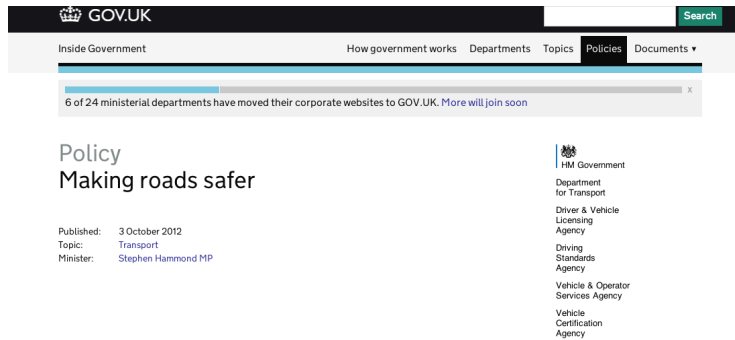 GOV.UK
Search
Inside Government How government works Departments Topics Policies Documents ▾
x
6 of 24 ministerial departments have moved their corporate websites to GOV.UK. More will join soon
Policy
Making roads safer
Published: 3 October 2012
Topic: Transport
Minister: Stephen Hammond MP
HM Government
Department
for Transport
Driver & Vehicle
Licensing
Agency
Driving
Standards
Agency
Vehicle & Operator
Services Agency
Vehicle
Certification
Agency